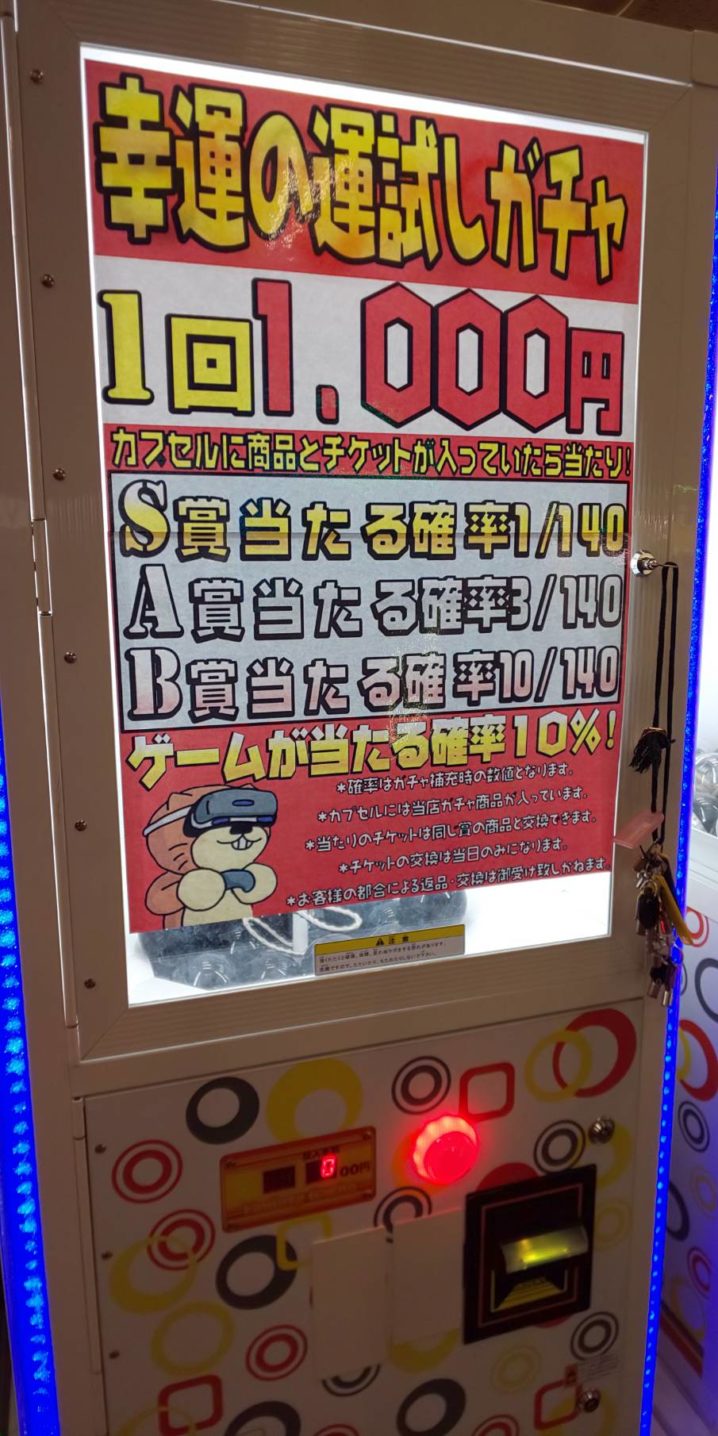 幸運の運試しガチャ
1回1,000円
カプセルに商品とチケットが入っていたら当たり!
S賞当たる確率1/140
A賞当たる確率3/140
B賞当たる確率10/140
ゲームが当たる確率10%!
*確率はガチャ補充時の数値となります。
*カプセルには当店ガチャ商品が入っています。
*当たりのチケットは同じ賞の商品と交換できます。
*チケットの交換は当日のみになります。
*お客様の都合による返品・交換は御受け致しかねます。
注意
000円